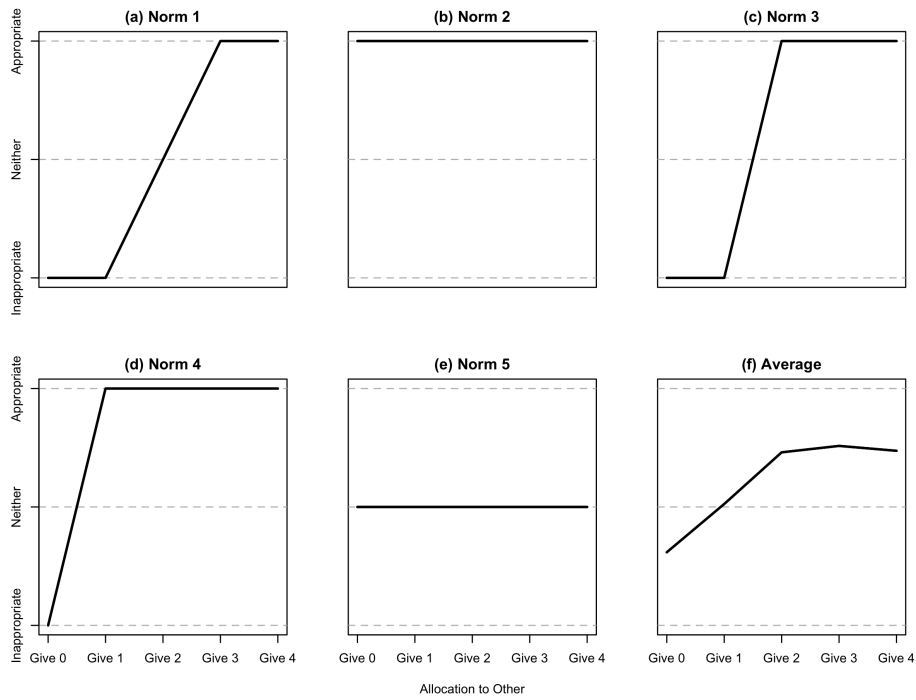 (a) Norm 1
(b) Norm 2
(c) Norm 3
Appropriate
Neither
Inappropriate
(d) Norm 4
(e) Norm 5
(f) Average
Appropriate
Neither
Inappropriate
Give 0 Give 1 Give 2 Give 3 Give 4
Give 0 Give 1 Give 2 Give 3 Give 4
Give 0 Give 1 Give 2 Give 3 Give 4
Allocation to Other